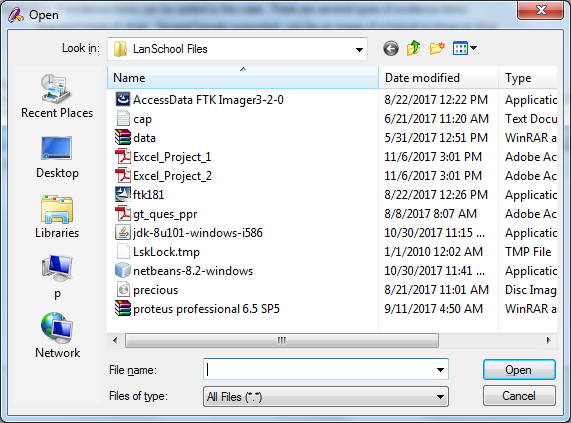 Open
Look in: LanSchool Files
Name Date modified Type
AccessData FTK Imager3-2-0 8/22/2017 12:22 PM Applicatio
cap 6/21/2017 11:20 AM Text Docu
data 5/31/2017 12:51 PM WinRAR a
Excel_Project_1 11/6/2017 3:01 PM Adobe Ac
Excel_Project_2 11/6/2017 3:01 PM Adobe Ac
ftk181 8/22/2017 12:26 PM Applicatio
gt_ques_ppr 8/8/2017 8:07 AM Adobe Ac
jdk-8u101-windows-i586 10/30/2017 11:15 ... Applicatio
LskLock.tmp 1/1/2010 12:02 AM TMP File
netbeans-8.2-windows 10/30/2017 11:41 ... Applicatio
precious 8/21/2017 11:01 AM Disc Imag
proteus professional 6.5 SP5 9/11/2017 4:50 AM WinRAR a
Recent Places
Desktop
Libraries
p
Network
File name: Open
Files of type: All Files (*.*) Cancel